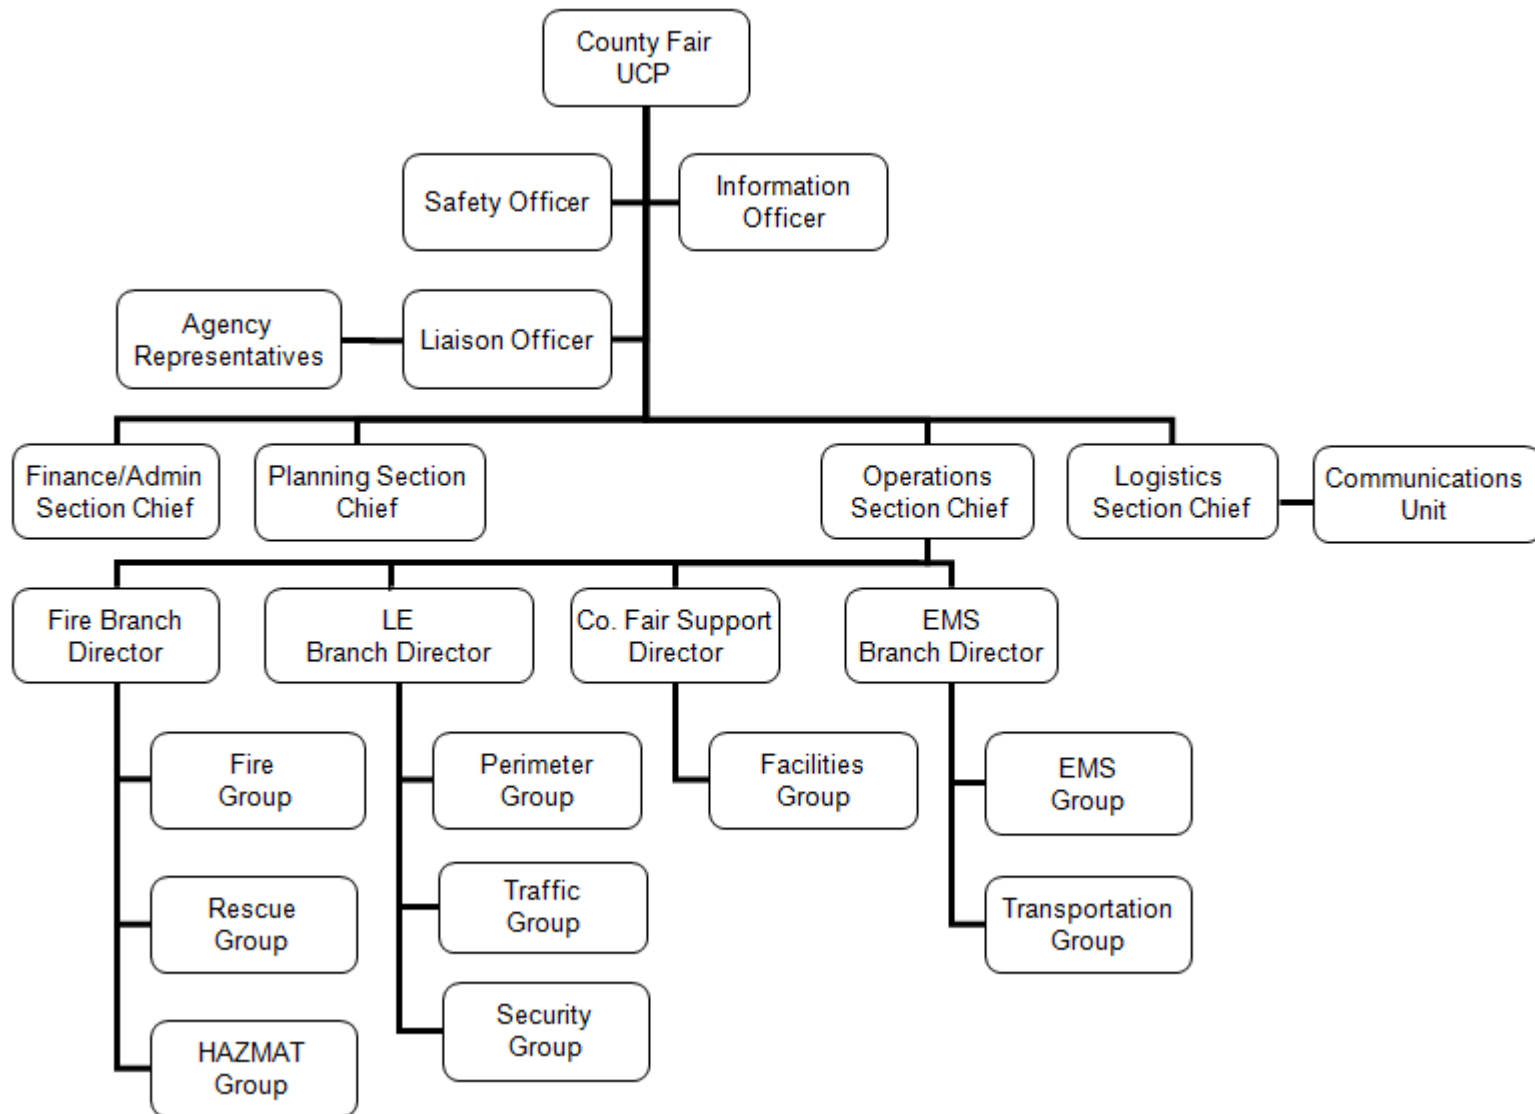 County Fair
UCP
Safety Officer
Information
Officer
Agency
Representatives
Liaison Officer
Finance/Admin
Section Chief
Planning Section
Chief
Operations
Section Chief
Logistics
Section Chief
Communications
Unit
Fire Branch
Director
LE
Branch Director
Co. Fair Support
Director
EMS
Branch Director
Fire
Group
Perimeter
Group
Facilities
Group
EMS
Group
Rescue
Group
Traffic
Group
Transportation
Group
HAZMAT
Group
Security
Group